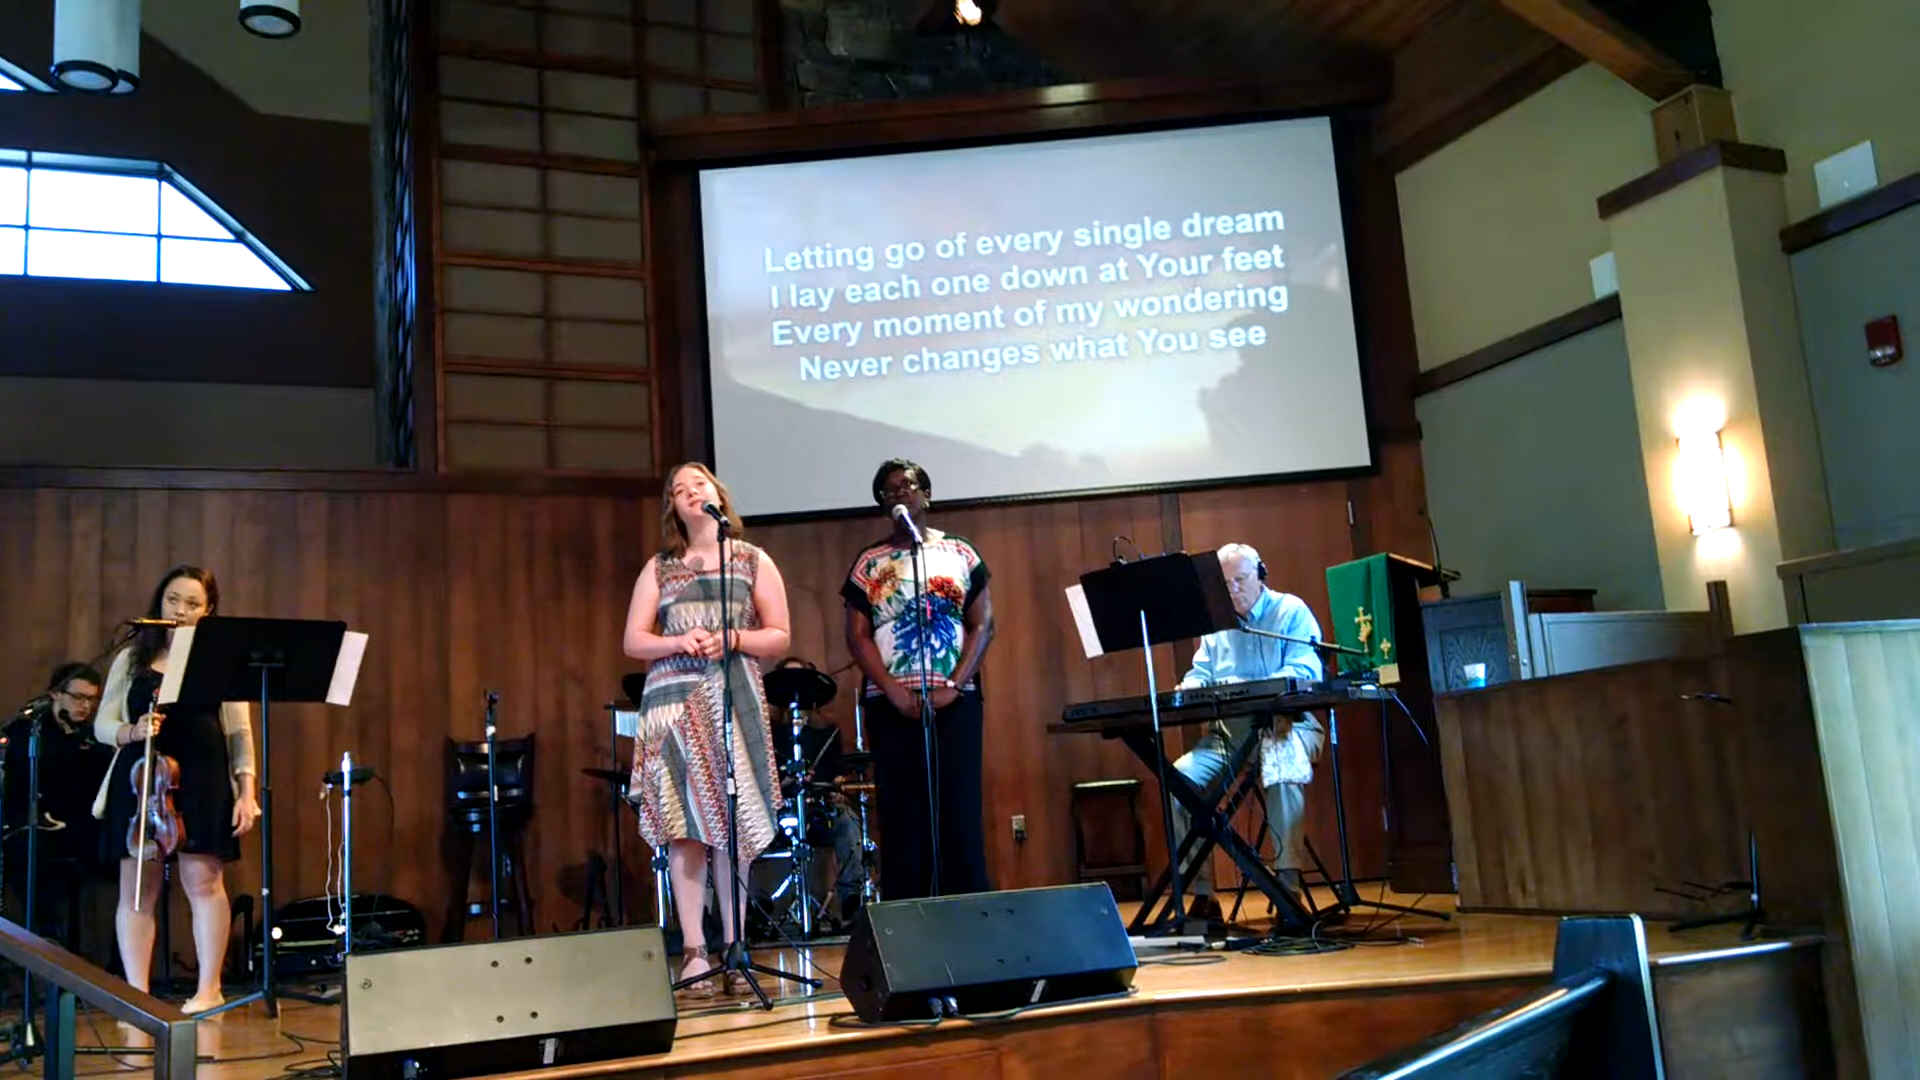 Letting go of every single dream
I lay each one down at Your feet
Every moment of my wondering
Never changes what You see